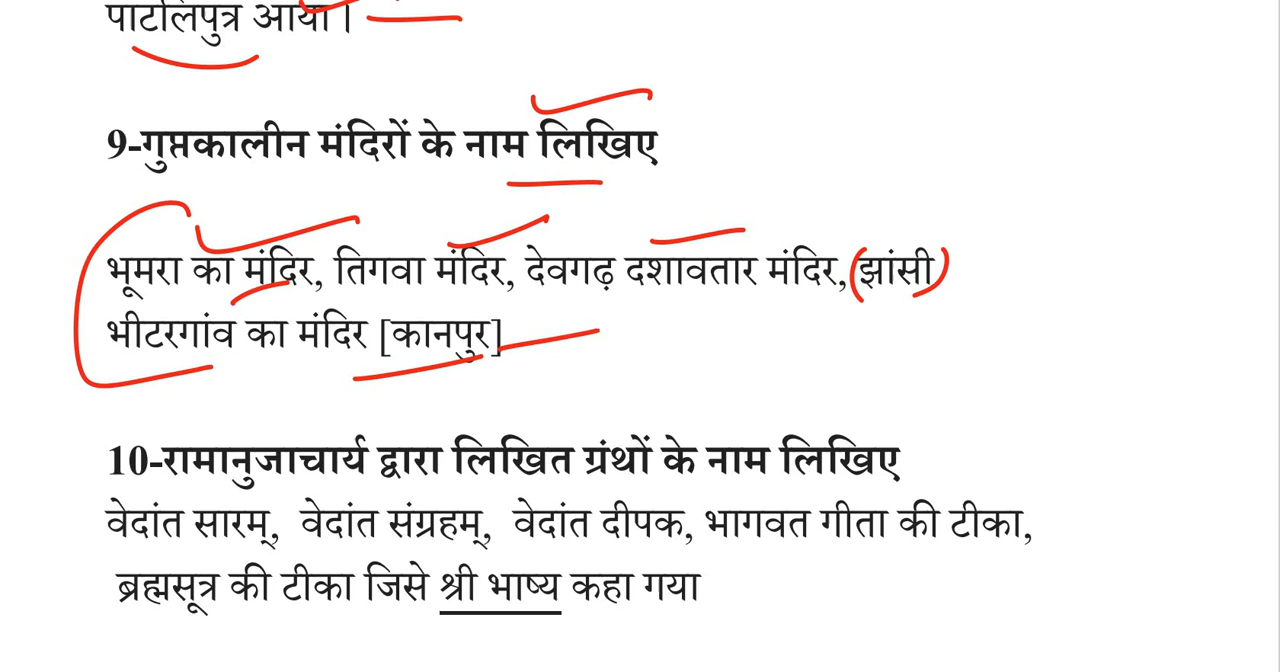 पाटलिपुत्र आया।
9-गुप्तकालीन मंदिरों के नाम लिखिए
भूमरा का मंदिर, तिगवा मंदिर, देवगढ़ दशावतार मंदिर,(झांसी)
भीटरगांव का मंदिर [कानपुर]
10-रामानुजाचार्य द्वारा लिखित ग्रंथों के नाम लिखिए
वेदांत सारम्, वेदांत संग्रहम्, वेदांत दीपक, भागवत गीता की टीका,
ब्रह्मसूत्र की टीका जिसे श्री भाष्य कहा गया